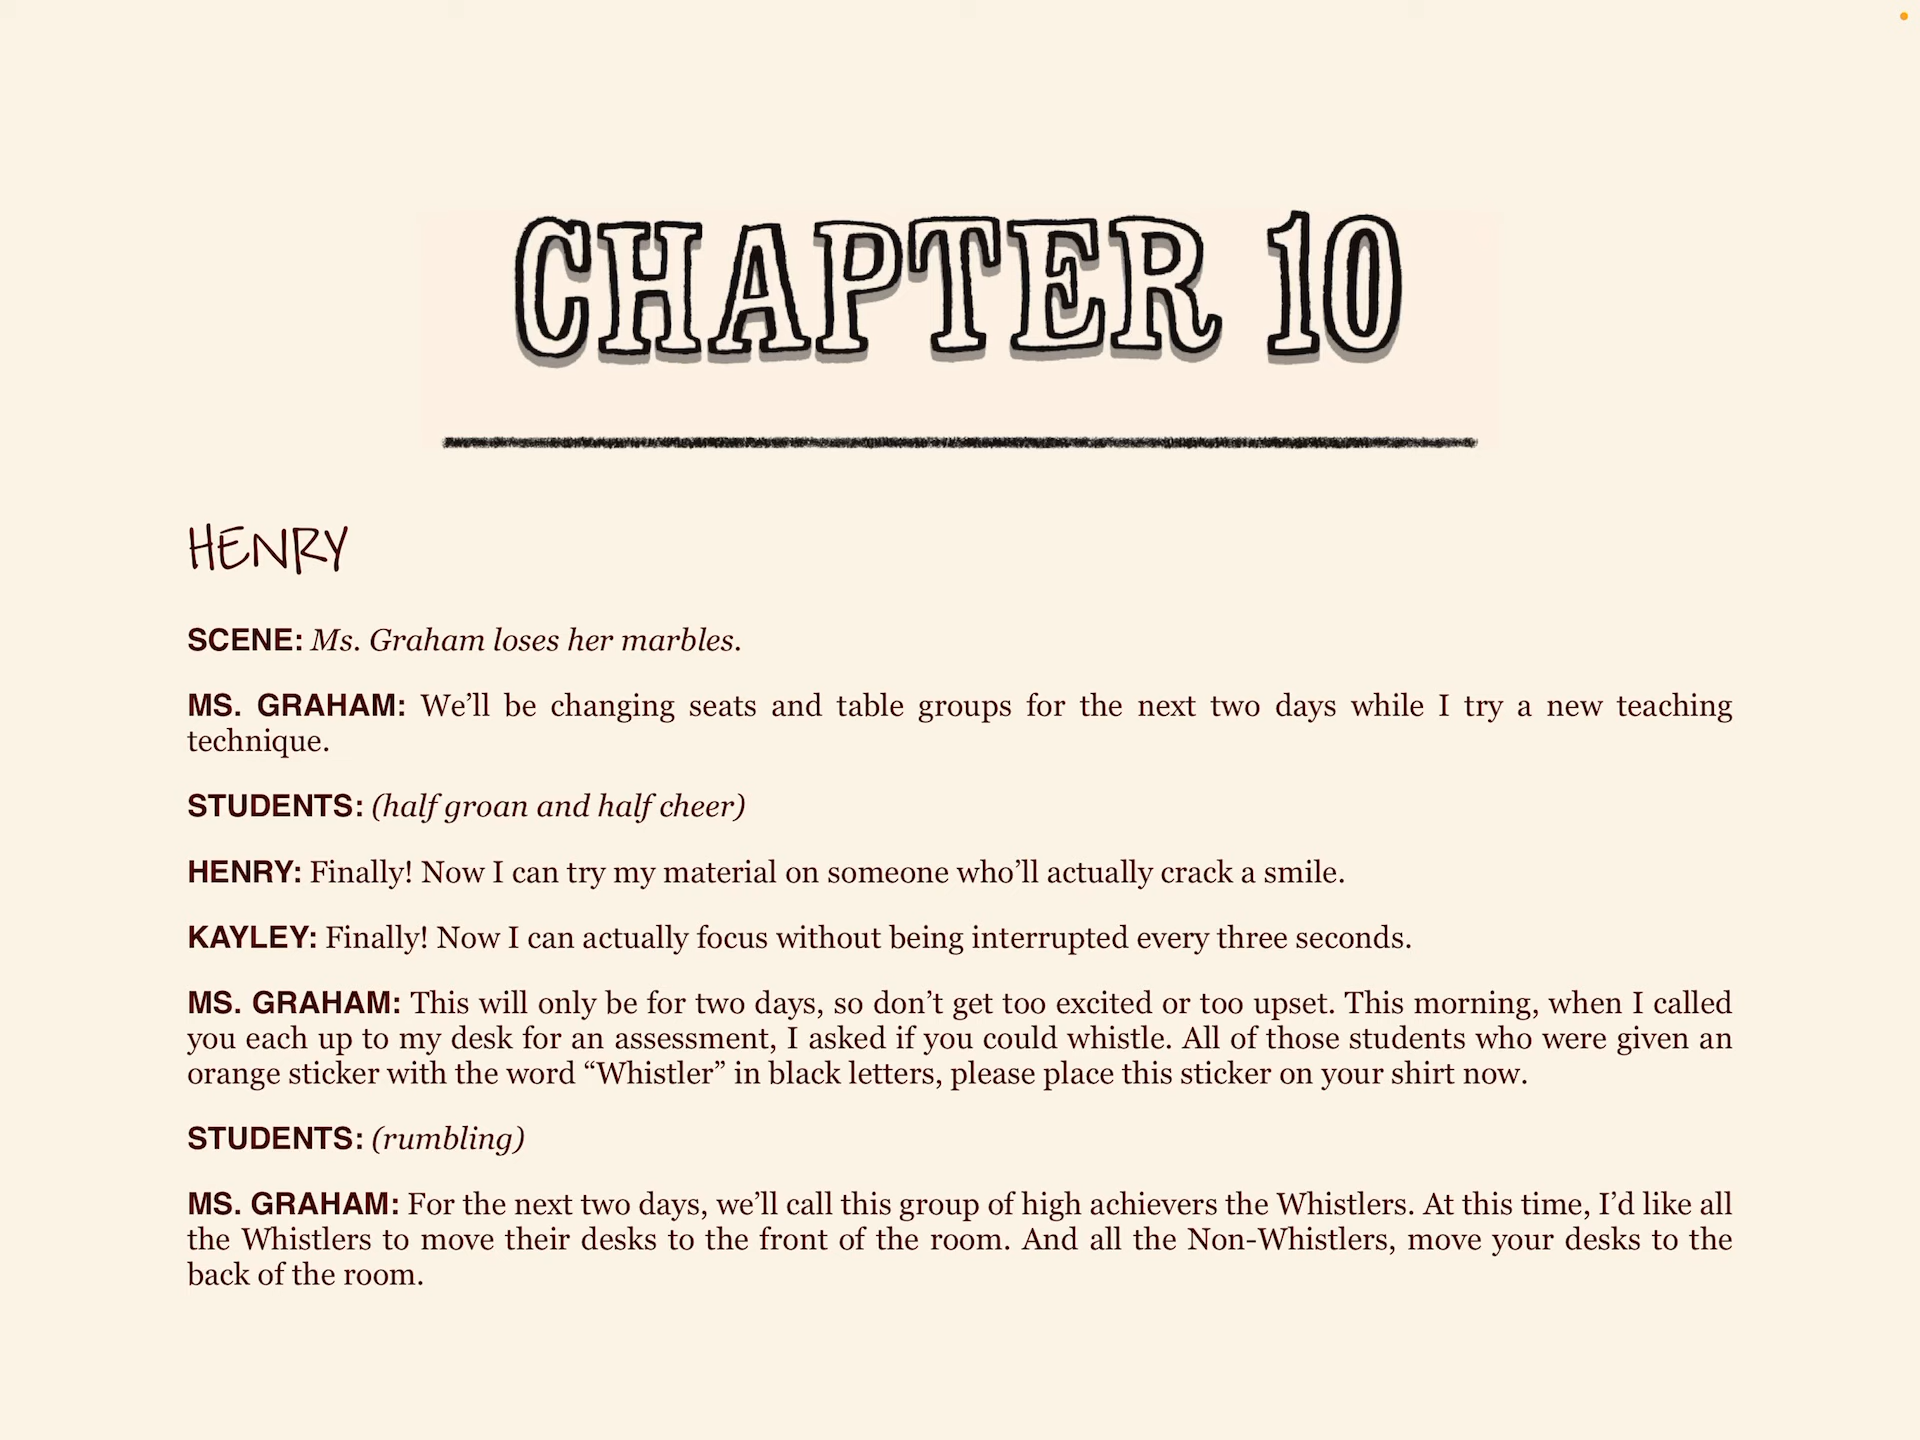 CHAPTER 10
HENRY
SCENE: Ms. Graham loses her marbles.
MS. GRAHAM: We’ll be changing seats and table groups for the next two days while I try a new teaching
technique.
STUDENTS: (half groan and half cheer)
HENRY: Finally! Now I can try my material on someone who’ll actually crack a smile.
KAYLEY: Finally! Now I can actually focus without being interrupted every three seconds.
MS. GRAHAM: This will only be for two days, so don’t get too excited or too upset. This morning, when I called
you each up to my desk for an assessment, I asked if you could whistle. All of those students who were given an
orange sticker with the word “Whistler” in black letters, please place this sticker on your shirt now.
STUDENTS: (rumbling)
MS. GRAHAM: For the next two days, we’ll call this group of high achievers the Whistlers. At this time, I’d like all
the Whistlers to move their desks to the front of the room. And all the Non-Whistlers, move your desks to the
back of the room.